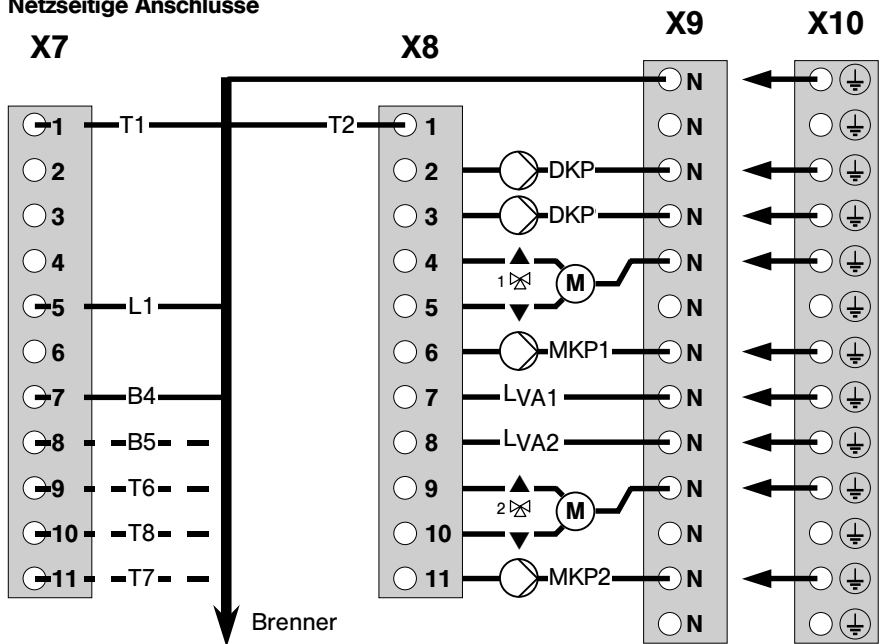 Netzseitige Anschlüsse
X9 X10
X7 X8
N
1 T1 T2 1 N
2 2 DKP N
3 3 DKP N
4 4 N
1 M
5 L1 5 N
6 6 MKP1 N
7 B4 7 LVA1 N
8 B5 8 LVA2 N
9 T6 9 N
2 M
10 T8 10 N
11 T7 11 MKP2 N
Brenner N